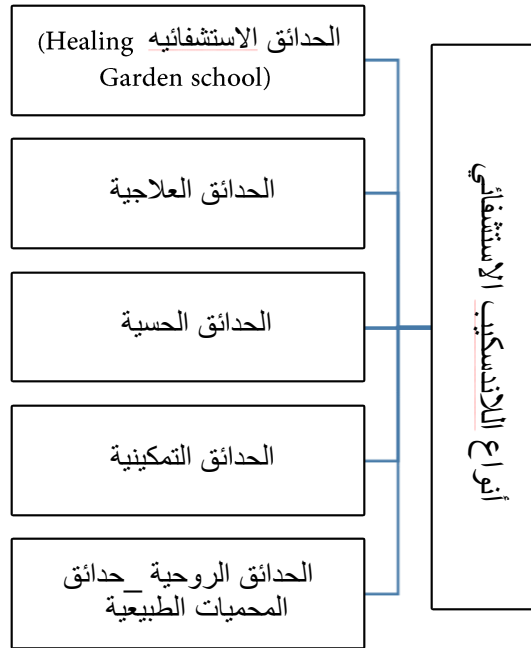 أنواع اللاندسكيب الاستشفائي
الحدائق الاستشفائيه (Healing
Garden school)
الحدائق العلاجية
الحدائق الحسية
الحدائق التمكينية
الحدائق الروحية _حدائق
المحميات الطبيعية